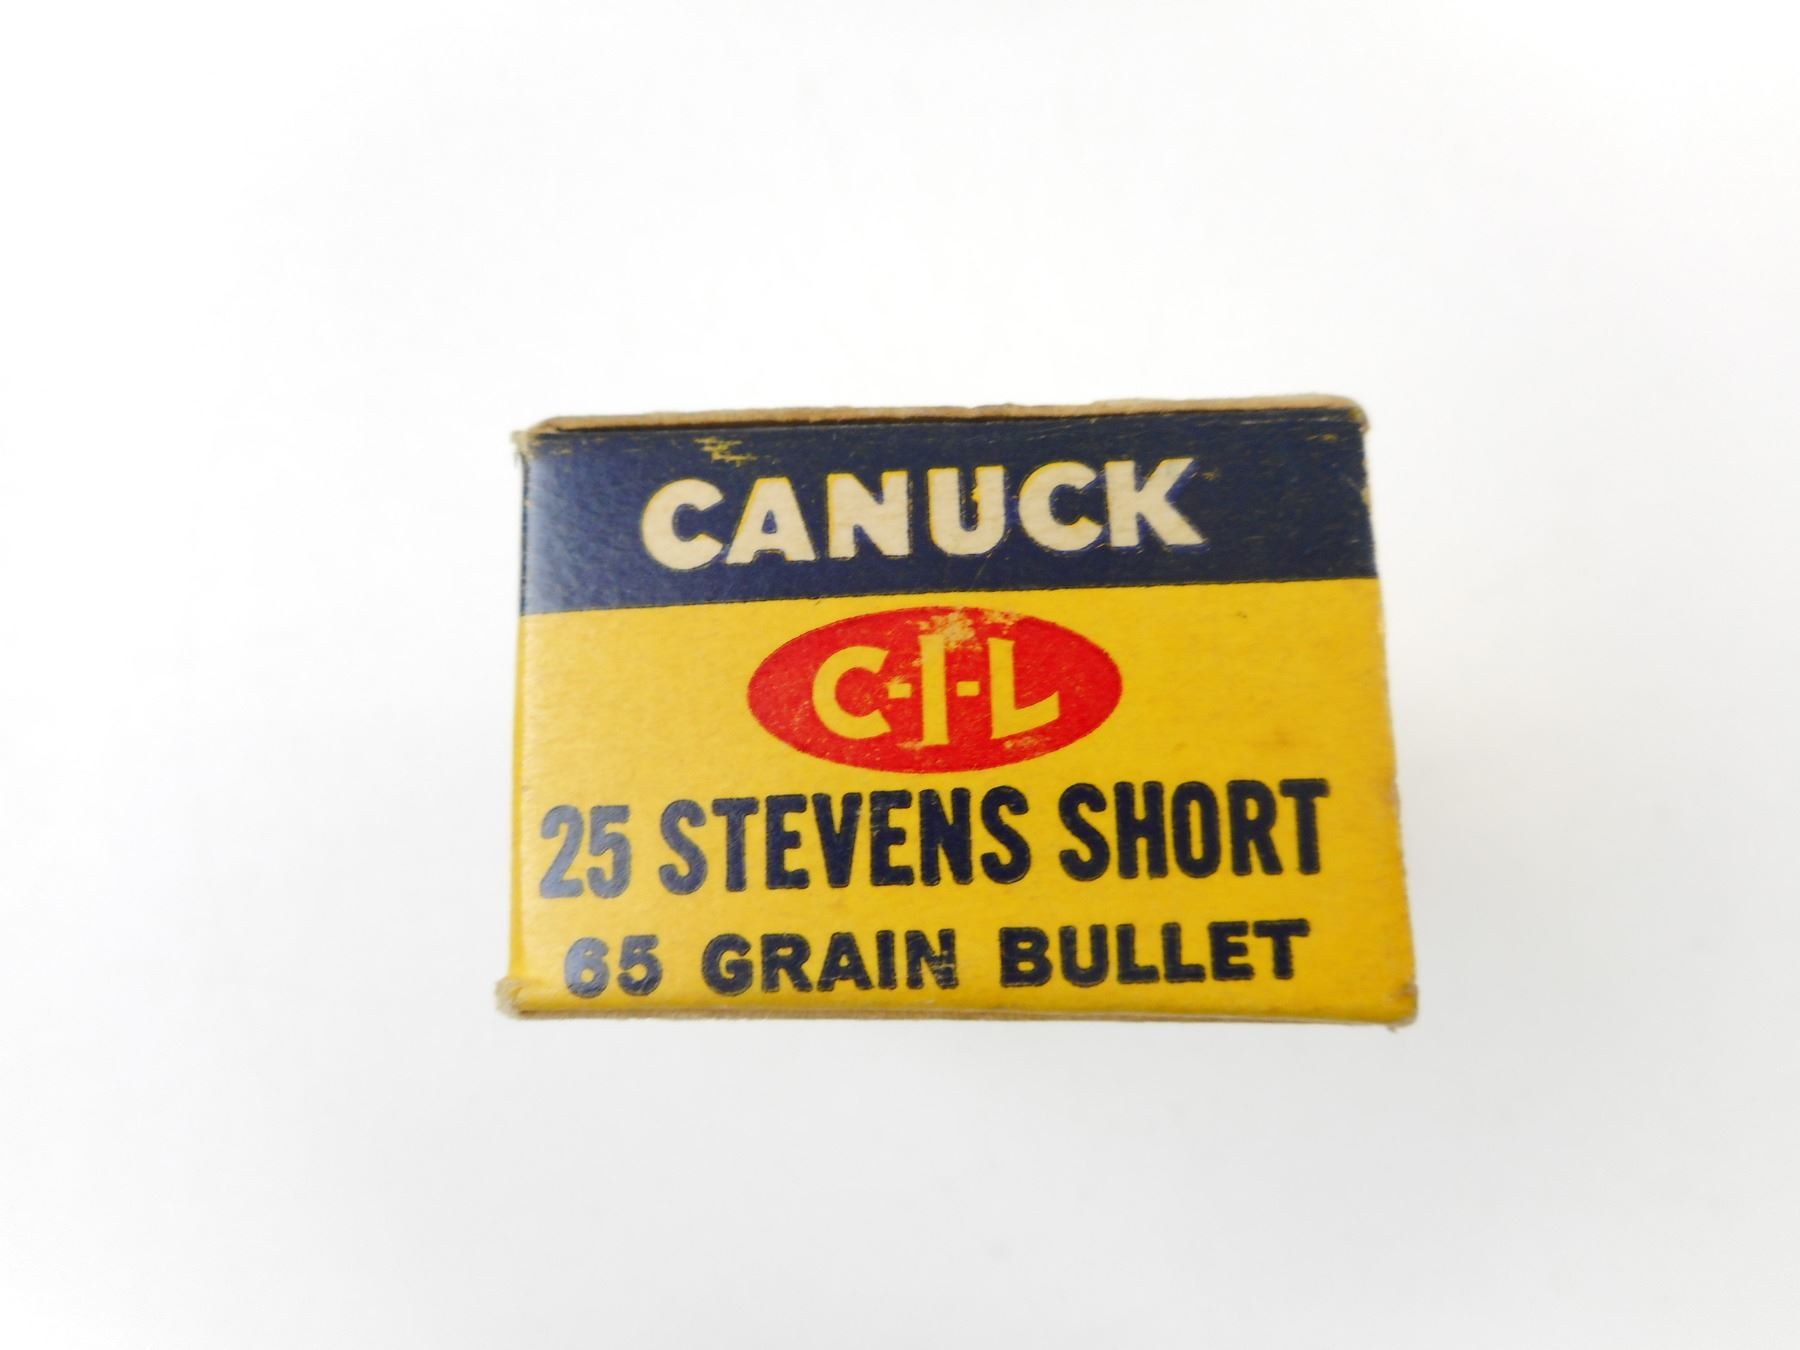 CANUCK
C-I-L
25 STEVENS SHORT
65 GRAIN BULLET